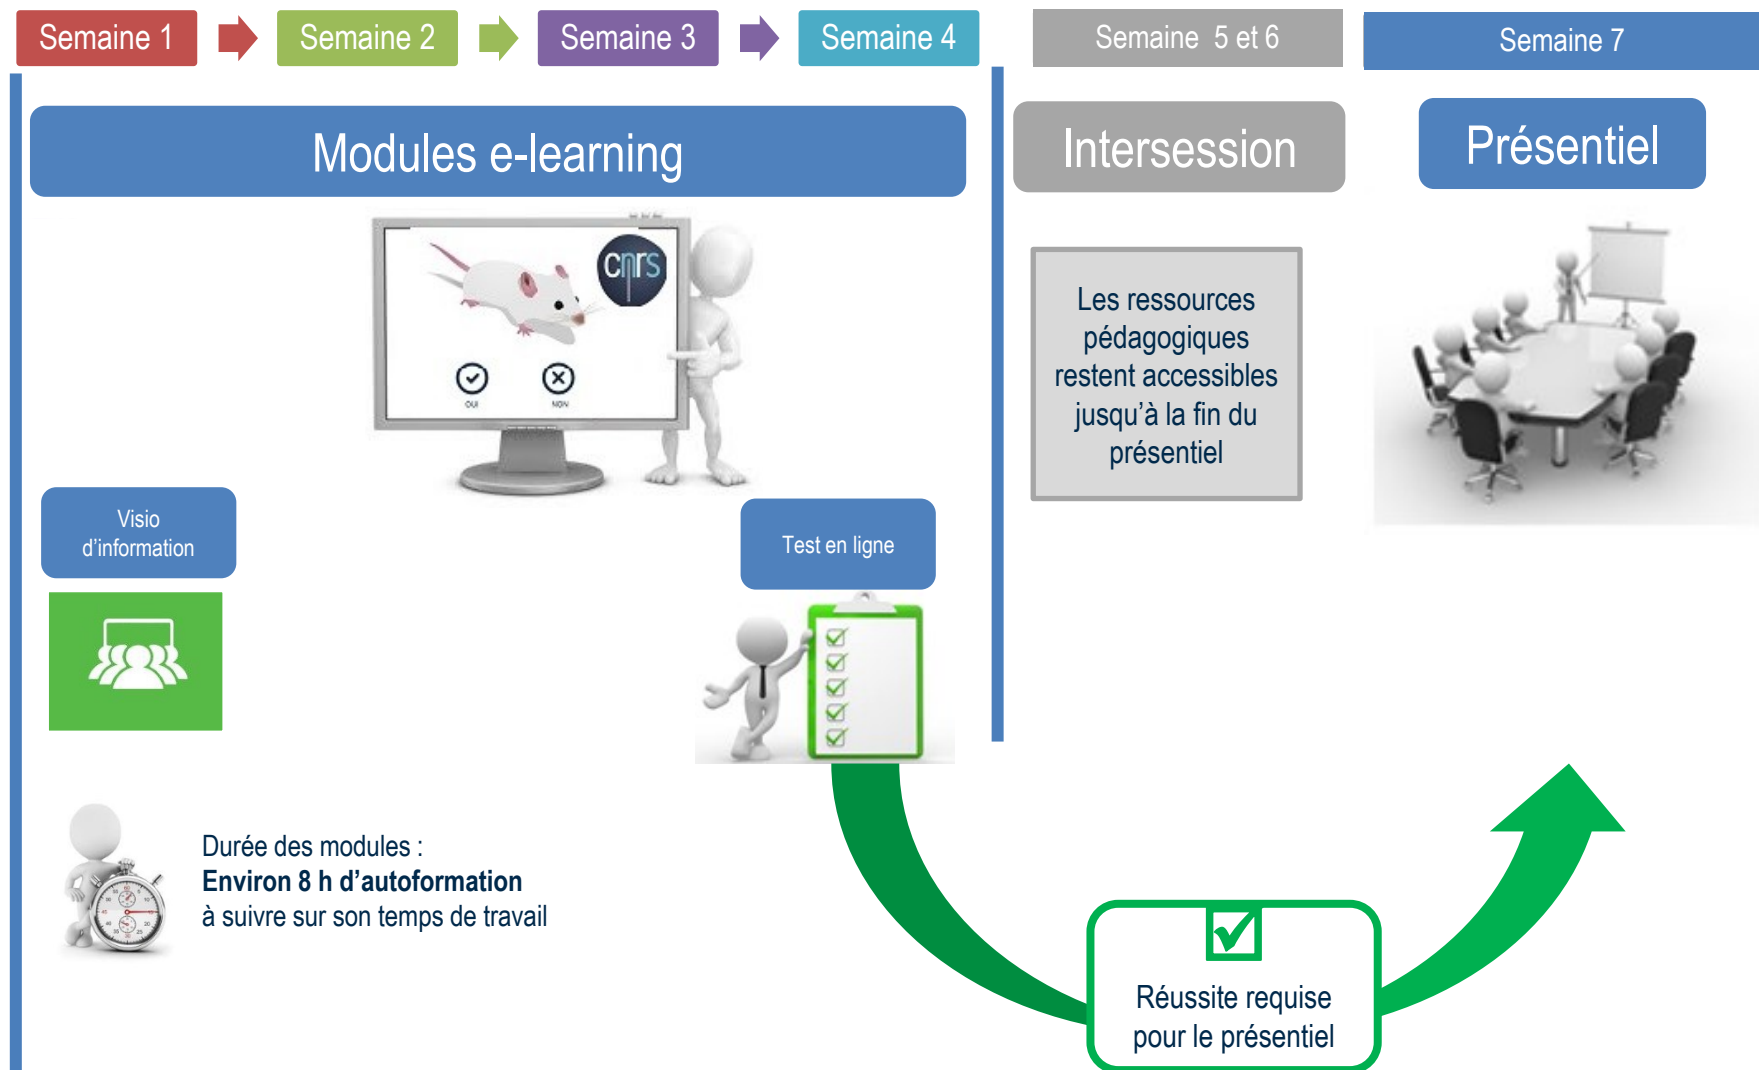 Semaine 1
Semaine 2
Semaine 3
Semaine 4
Semaine 5 et 6
Semaine 7
Modules e-learning
Intersession
Présentiel
cnrs
OUI
NON
Les ressources
pédagogiques
restent accessibles
jusqu’à la fin du
présentiel
Visio
d’information
Test en ligne
Durée des modules :
Environ 8 h d’autoformation
à suivre sur son temps de travail
Réussite requise
pour le présentiel